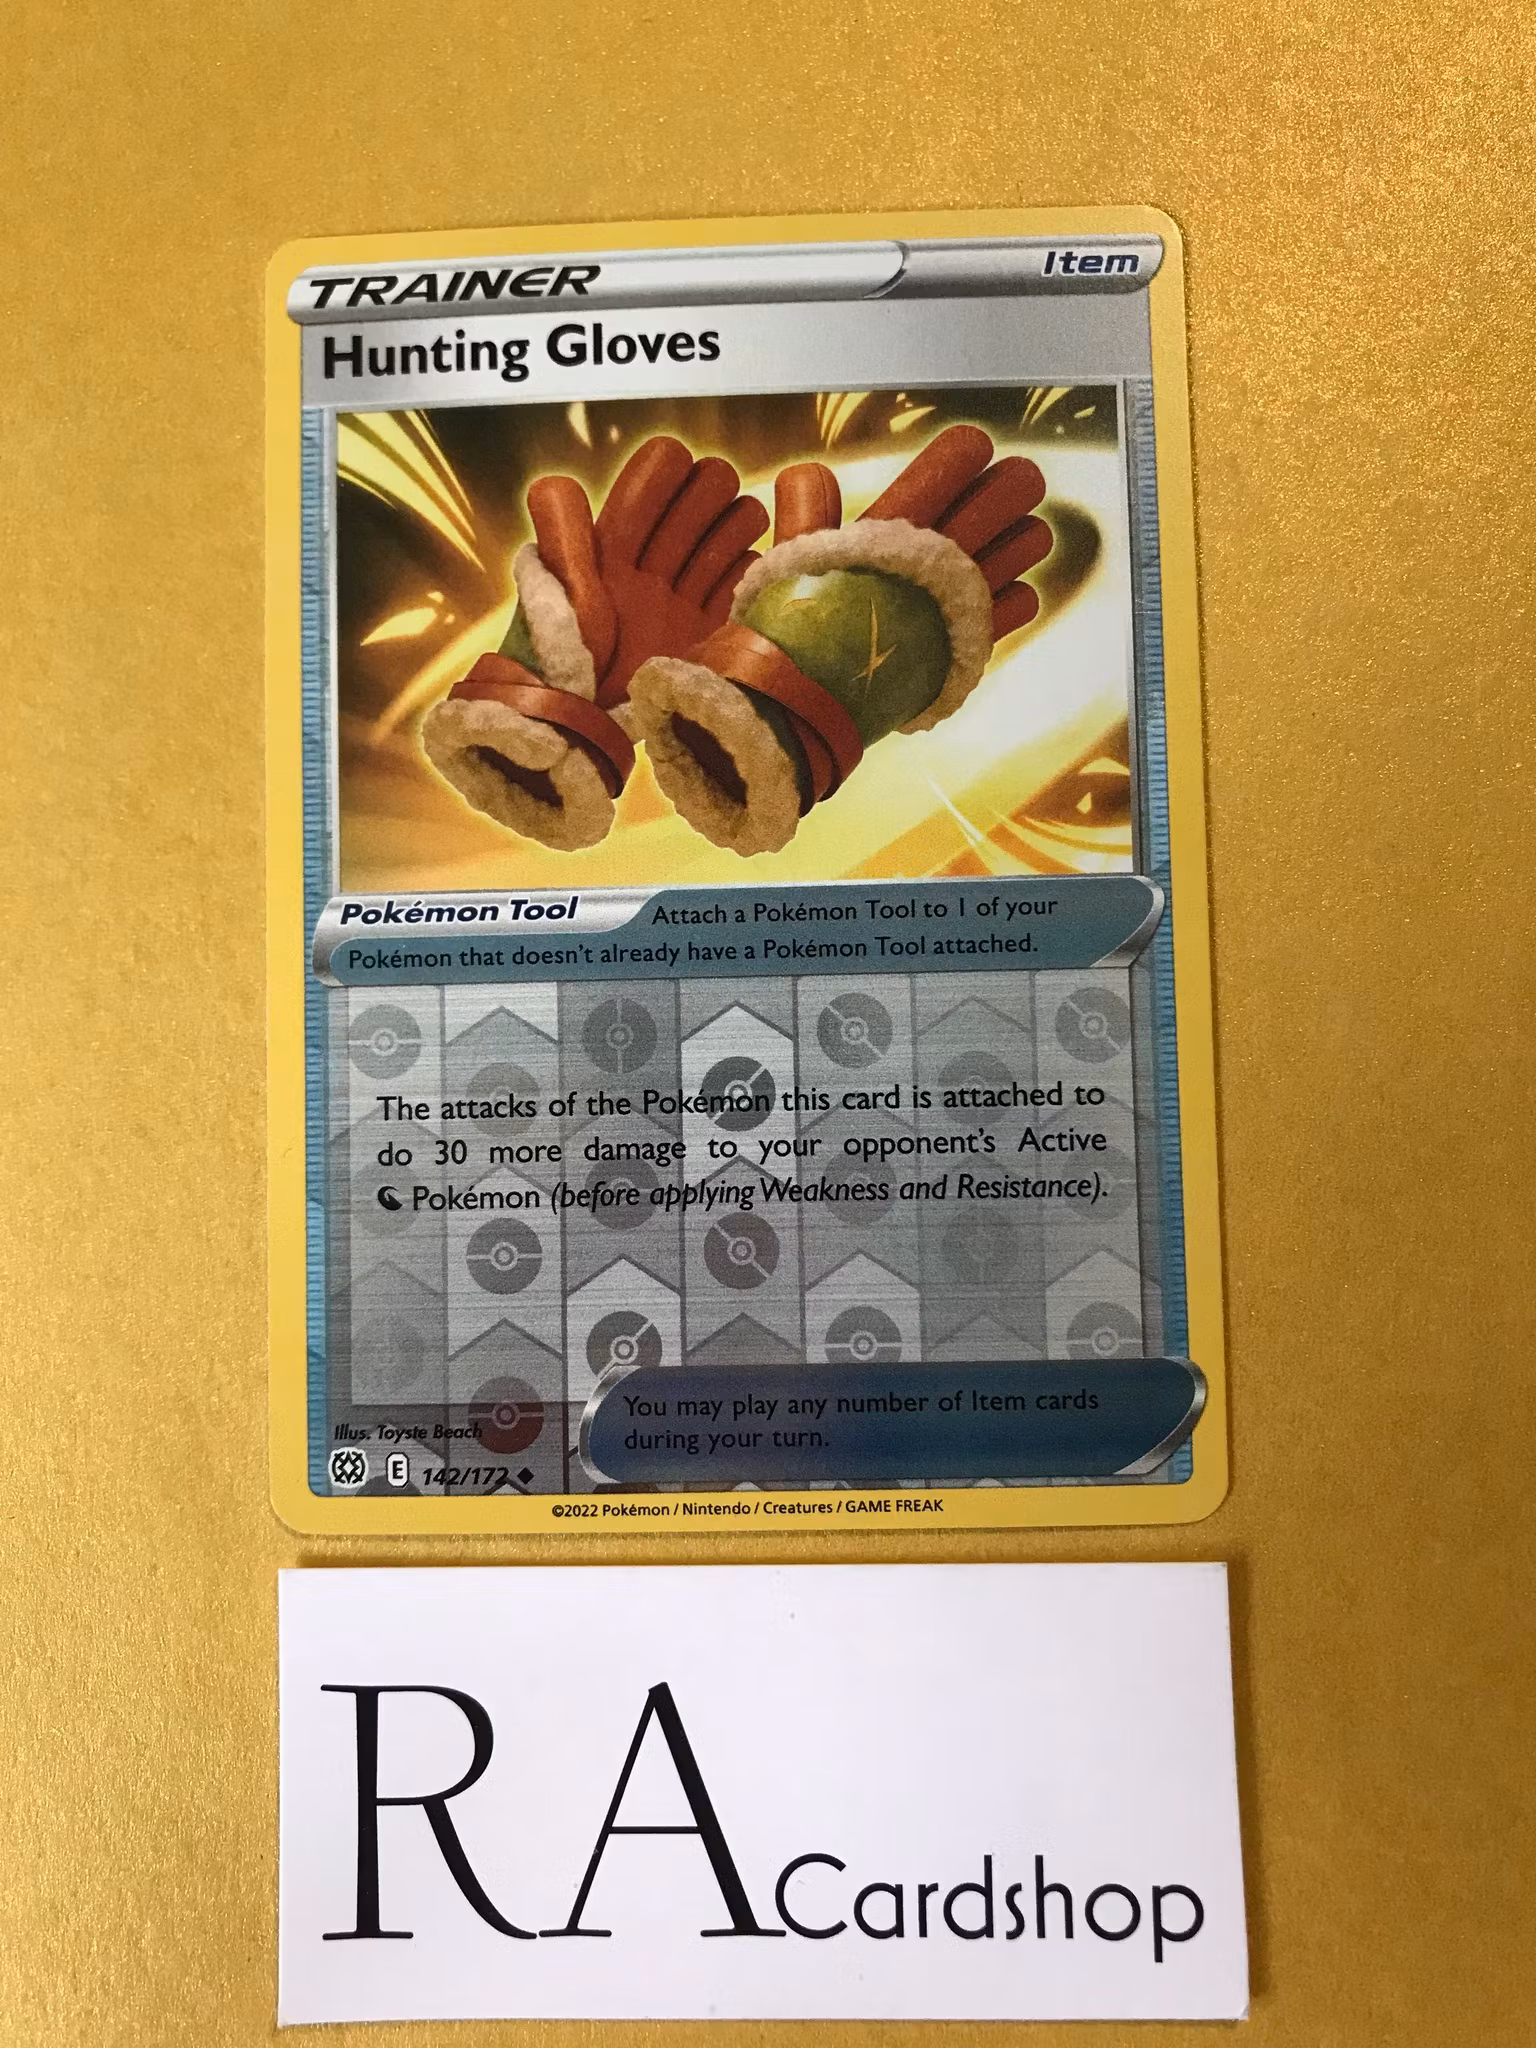 TRAINER
Item
Hunting Gloves
Pokémon Tool
Attach a Pokémon Tool to 1 of your
Pokémon that doesn't already have a Pokémon Tool attached.
The attacks of the Pokémon this card is attached to
do 30 more damage to your opponent's Active
Pokémon (before applying Weakness and Resistance).
You may play any number of Item cards
during your turn.
Illus. Toyste Beach
E 142/172
©2022 Pokémon / Nintendo / Creatures / GAME FREAK
RACardshop